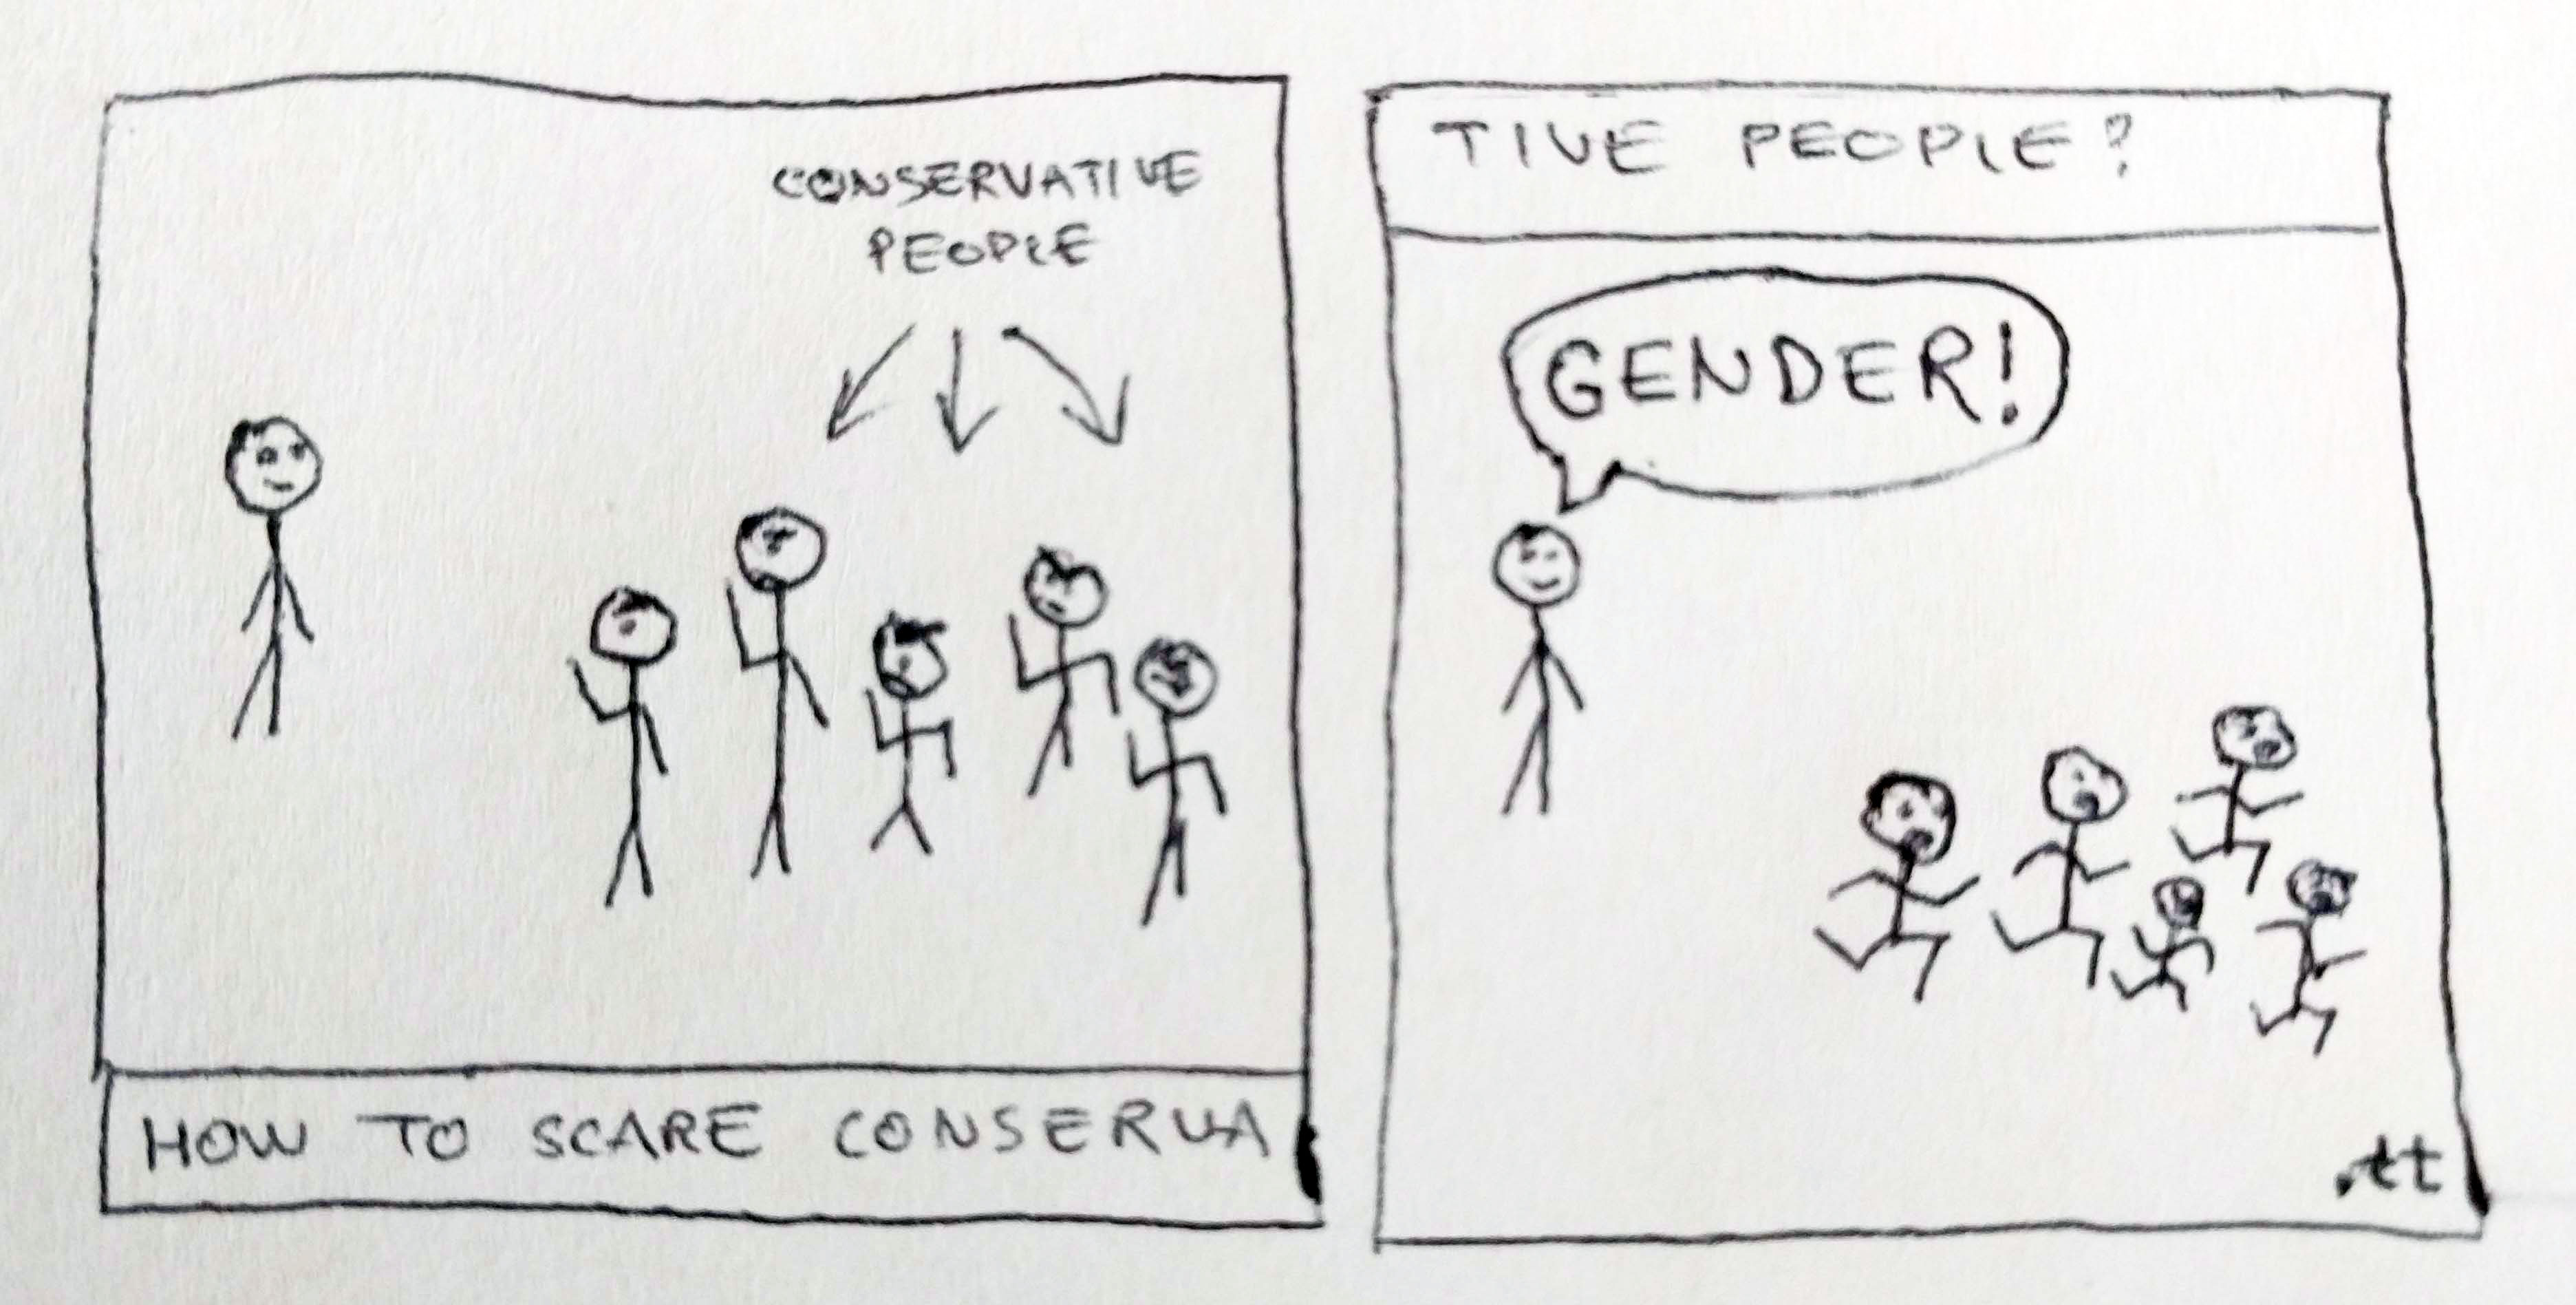 CONSERVATIVE
PEOPLE
HOW TO SCARE CONSERVA
TIVE PEOPLE?
GENDER!
.tt